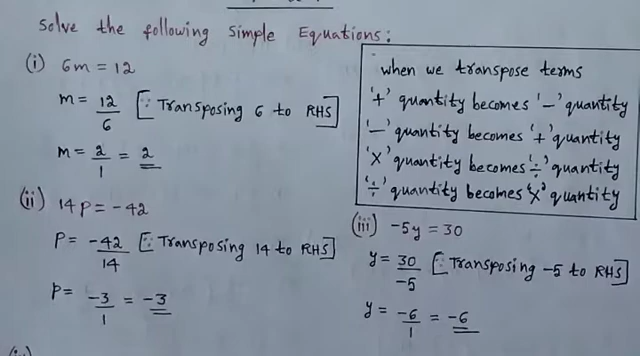 Solve the following Simple Equations:
(i) 6m = 12
m = 12/6 [∵ Transposing 6 to RHS]
m = 2/1 = 2
(ii) 14p = -42
p = -42/14 [∵ Transposing 14 to RHS]
p = -3/1 = -3
when we transpose terms
'+' quantity becomes '-' quantity
'-' quantity becomes '+' quantity
'x' quantity becomes '÷' quantity
'÷' quantity becomes 'x' quantity
(iii) -5y = 30
y = 30/-5 [∵ Transposing -5 to RHS]
y = -6/1 = -6